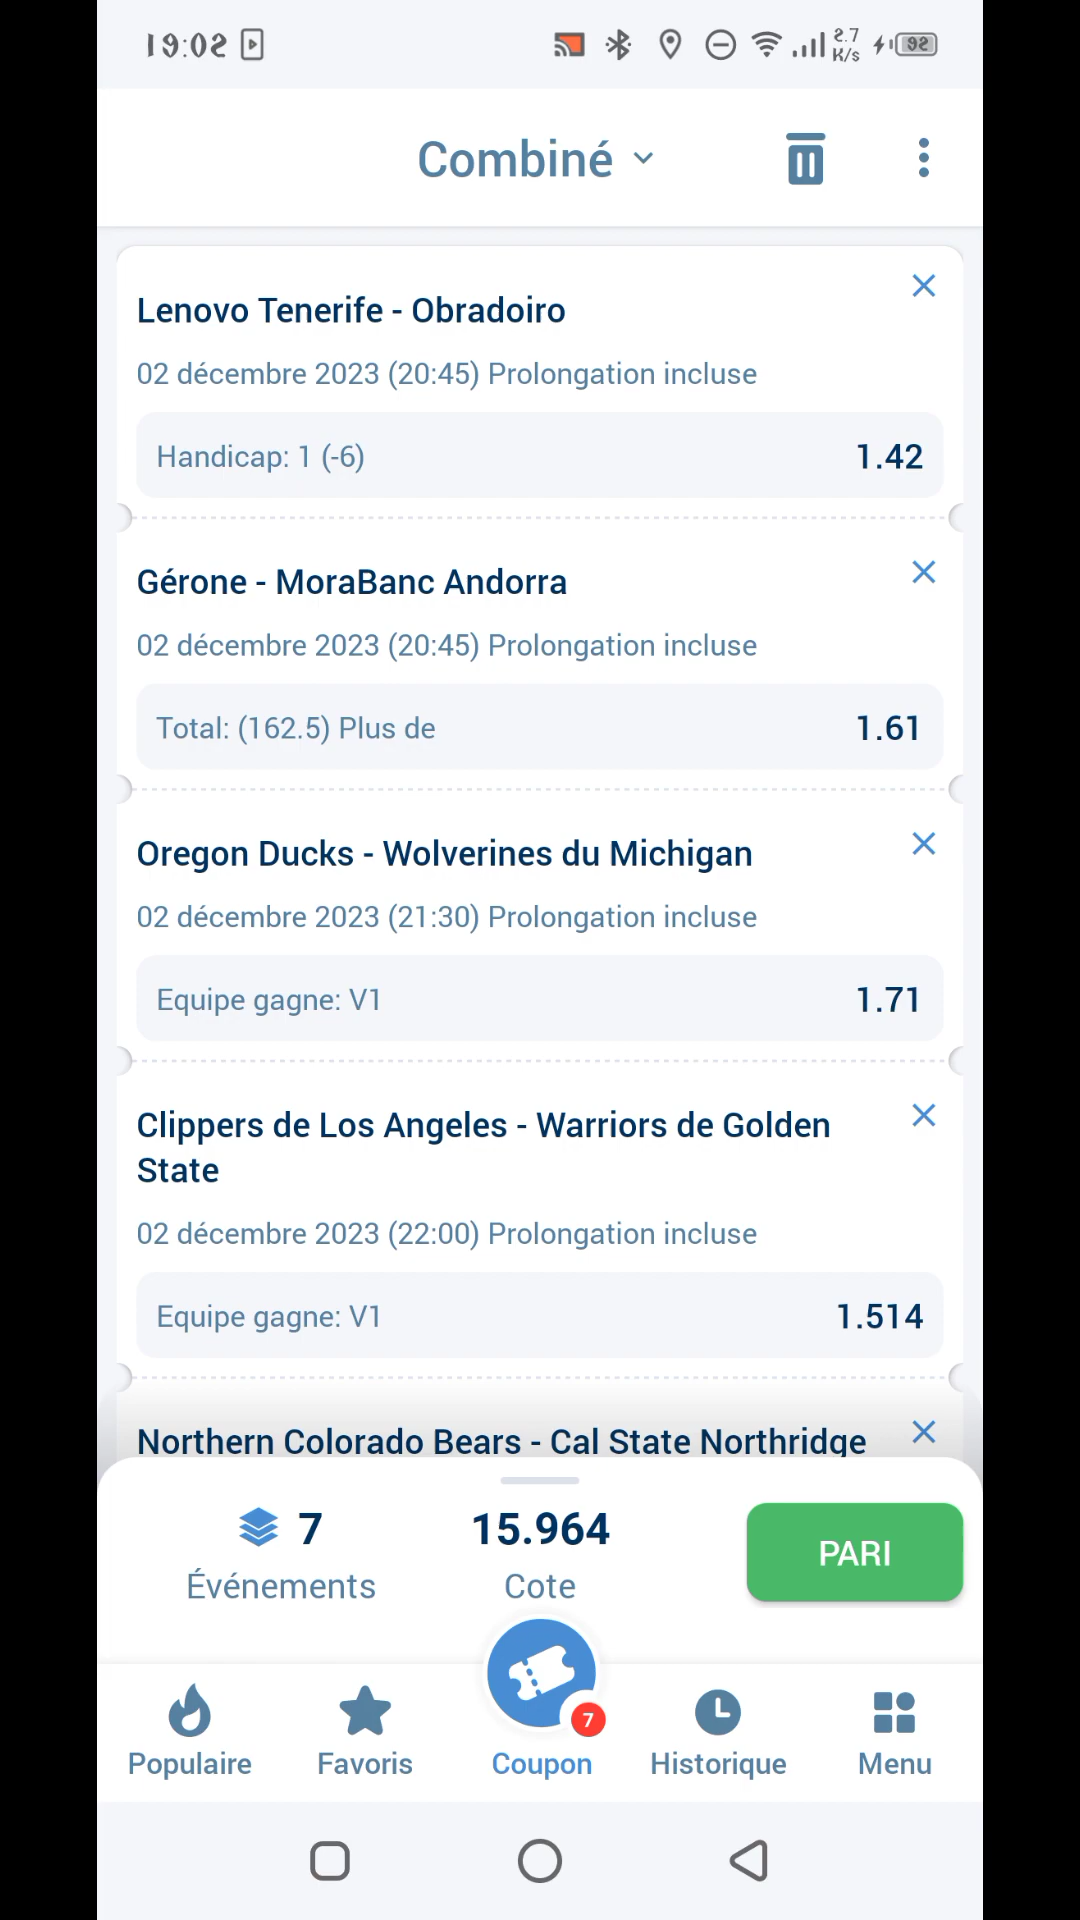 19:02
2.7
K/s
92
Combiné
Lenovo Tenerife - Obradoiro
02 décembre 2023 (20:45) Prolongation incluse
Handicap: 1 (-6) 1.42
Gérone - MoraBanc Andorra
02 décembre 2023 (20:45) Prolongation incluse
Total: (162.5) Plus de 1.61
Oregon Ducks - Wolverines du Michigan
02 décembre 2023 (21:30) Prolongation incluse
Equipe gagne: V1 1.71
Clippers de Los Angeles - Warriors de Golden
State
02 décembre 2023 (22:00) Prolongation incluse
Equipe gagne: V1 1.514
Northern Colorado Bears - Cal State Northridge
7 15.964 PARI
Événements Cote
7
Populaire Favoris Coupon Historique Menu